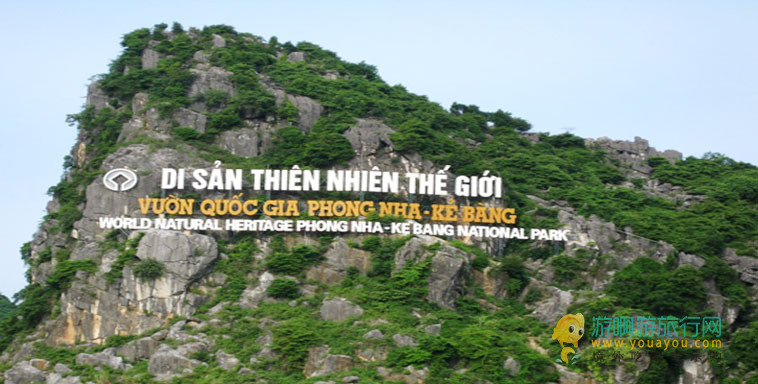 DI SẢN THIÊN NHIÊN THẾ GIỚI
VƯỜN QUỐC GIA PHONG NHA - KẺ BÀNG
WORLD NATURAL HERITAGE PHONG NHA - KẺ BANG NATIONAL PARK
游啊游旅行网
www.youayou.com